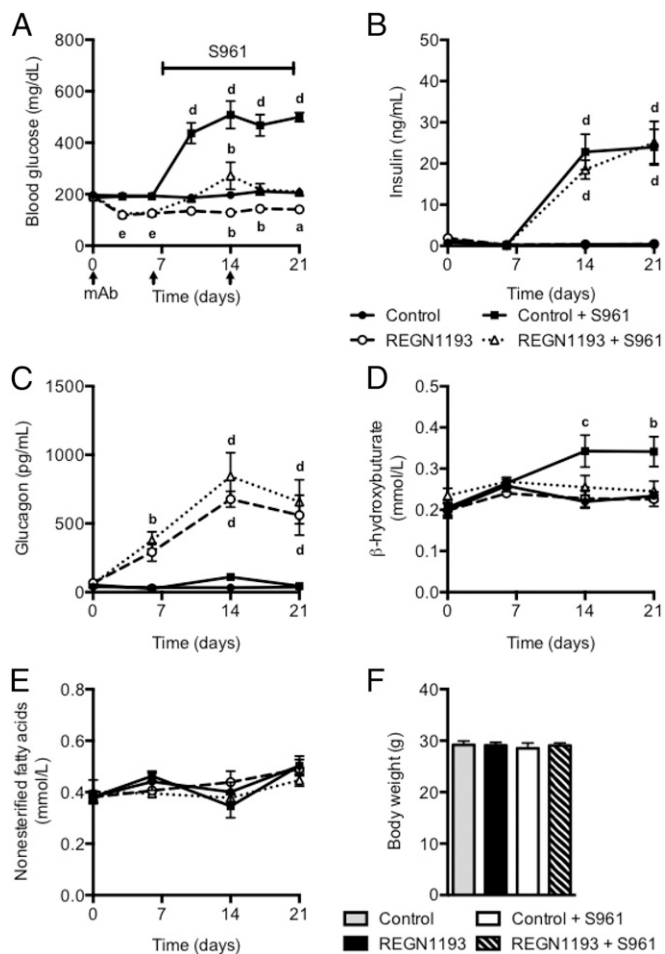 A
S961
Blood glucose (mg/dL)
800
600
400
200
0
d
d
d
d
b
e
e
b
b
a
0
7
14
21
mAb
Time (days)
B
Insulin (ng/mL)
50
40
30
20
10
0
d
d
d
d
0
7
14
21
Time (days)
Control
Control + S961
REGN1193
REGN1193 + S961
C
Glucagon (pg/mL)
1500
1000
500
0
b
d
d
d
d
0
7
14
21
Time (days)
D
β-hydroxybuturate
(mmol/L)
0.5
0.4
0.3
0.2
0.1
0.0
c
b
0
7
14
21
Time (days)
E
Nonesterified fatty acids
(mmol/L)
0.8
0.6
0.4
0.2
0.0
0
7
14
21
Time (days)
F
Body weight (g)
40
30
20
10
0
Control
Control + S961
REGN1193
REGN1193 + S961